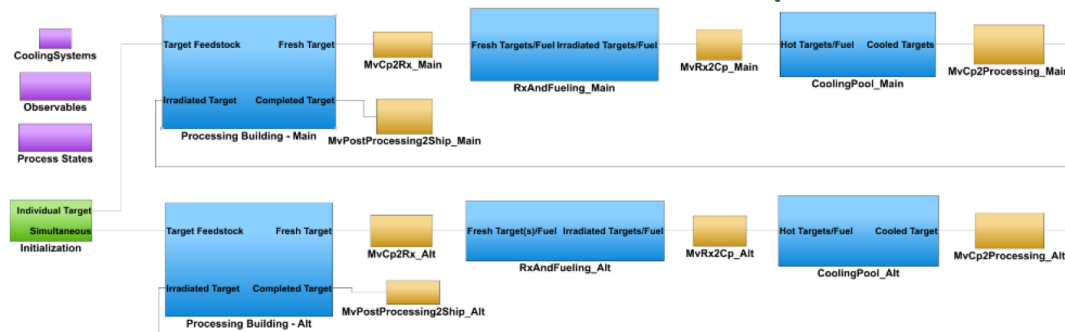 Target Feedstock Fresh Target
CoolingSystems
MvCp2Rx_Main
Fresh Targets/Fuel Irradiated Targets/Fuel
MvRx2Cp_Main
Hot Targets/Fuel Cooled Targets
MvCp2Processing_Main
RxAndFueling_Main
CoolingPool_Main
Observables
Irradiated Target Completed Target
Processing Building - Main
MvPostProcessing2Ship_Main
Process States
Individual Target
Simultaneous
Initialization
Target Feedstock Fresh Target
MvCp2Rx_Alt
Fresh Target(s)/Fuel Irradiated Targets/Fuel
MvRx2Cp_Alt
Hot Targets/Fuel Cooled Target
MvCp2Processing_Alt
RxAndFueling_Alt
CoolingPool_Alt
Irradiated Target Completed Target
MvPostProcessing2Ship_Alt
Processing Building - Alt